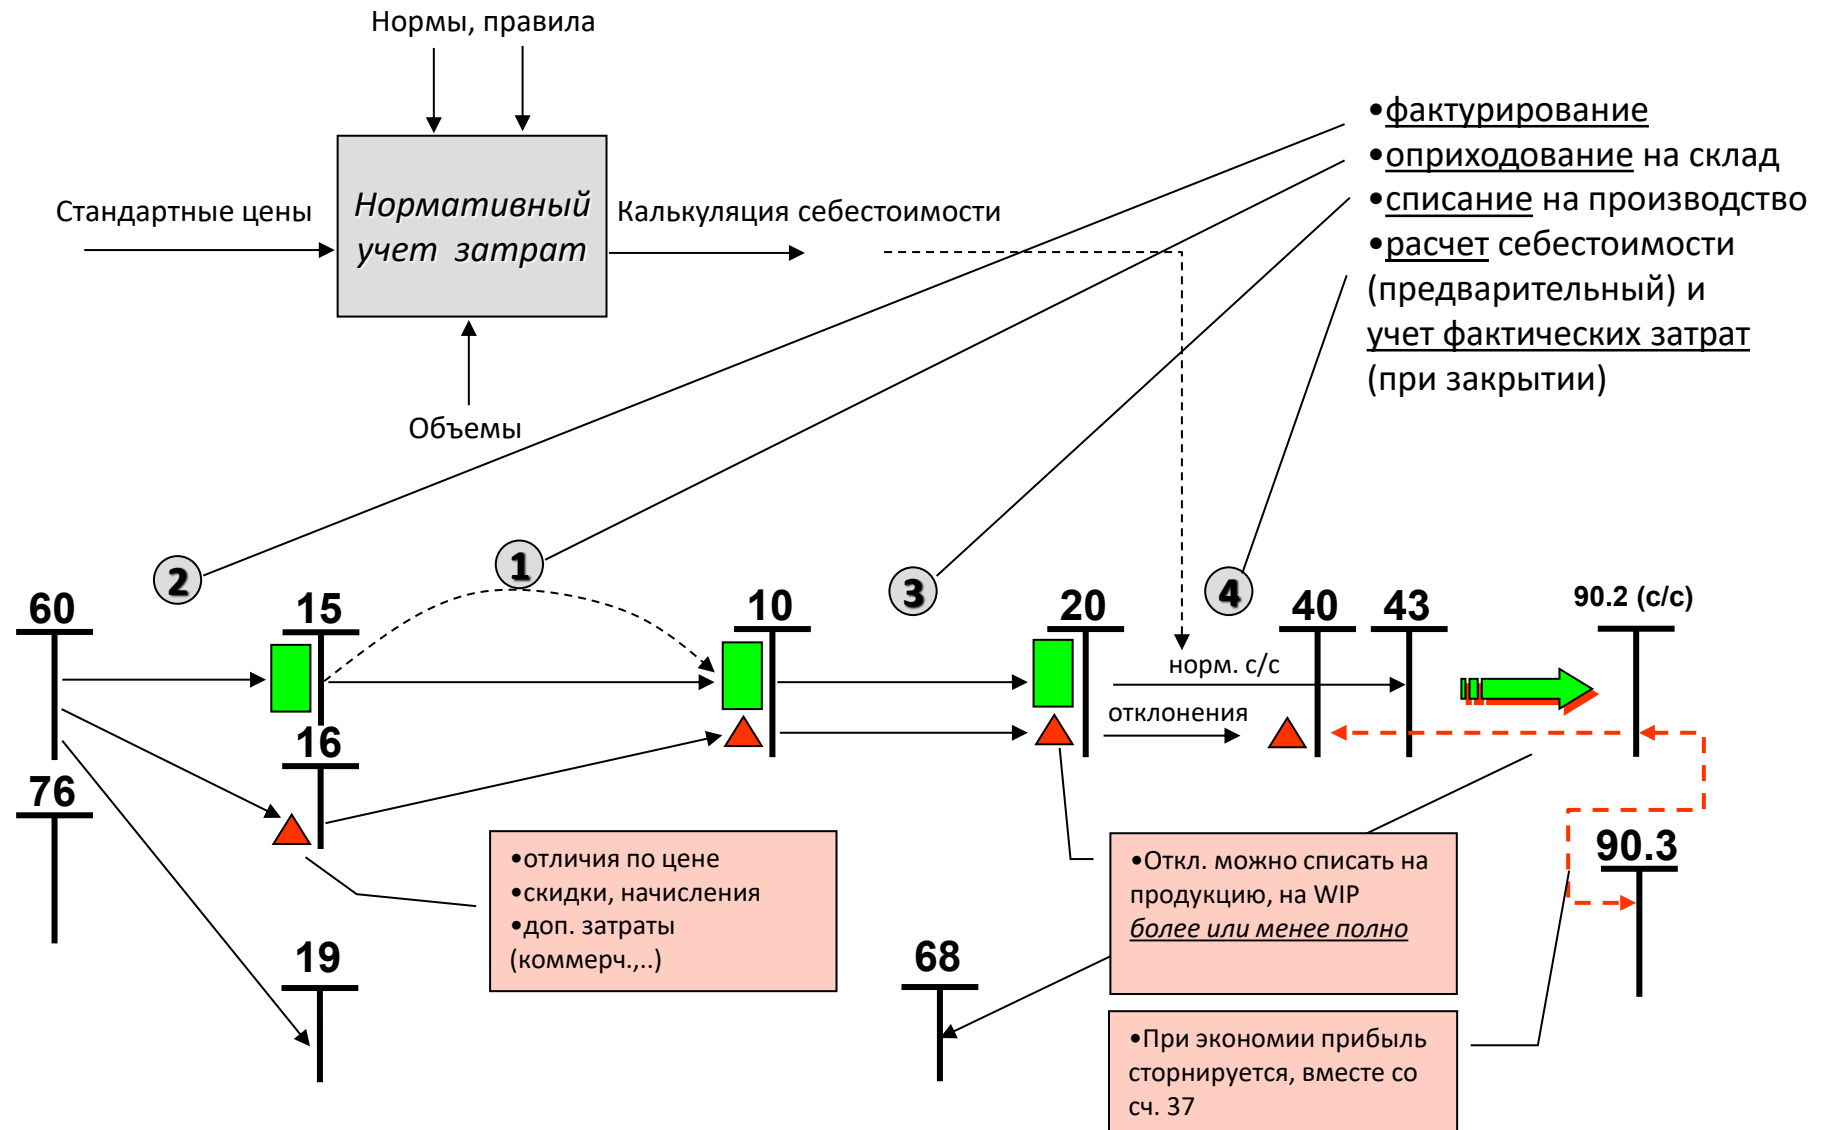 Нормы, правила
•фактурирование
•оприходование на склад
•списание на производство
•расчет себестоимости
(предварительный) и
учет фактических затрат
(при закрытии)
Стандартные цены
Нормативный
учет затрат
Калькуляция себестоимости
Объемы
2
1
3
4
60
15
10
20
40
43
90.2 (с/с)
норм. с/с
отклонения
16
76
•отличия по цене
•скидки, начисления
•доп. затраты
(коммерч.,..)
•Откл. можно списать на
продукцию, на WIP
более или менее полно
90.3
19
68
•При экономии прибыль
сторнируется, вместе со
сч. 37